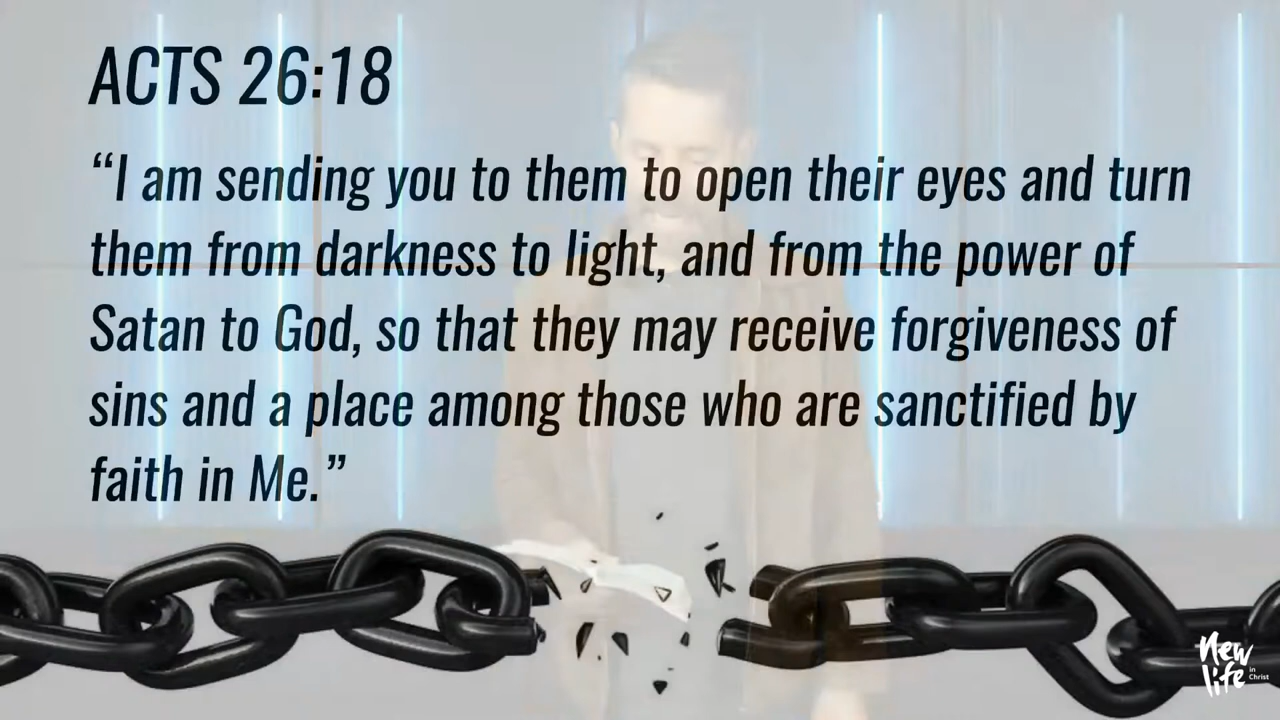 ACTS 26:18
“I am sending you to them to open their eyes and turn
them from darkness to light, and from the power of
Satan to God, so that they may receive forgiveness of
sins and a place among those who are sanctified by
faith in Me.”
New
life in Christ